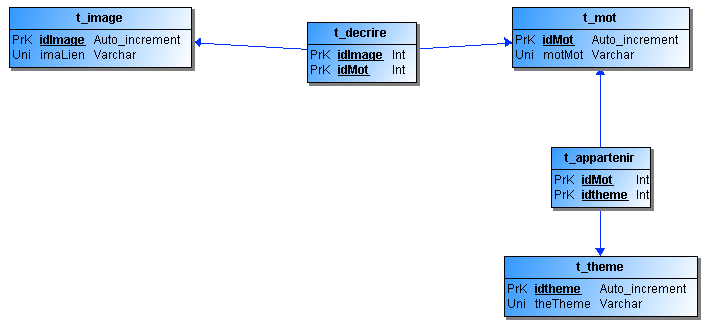 t_image
PrK idImage Auto_increment
Uni imaLien Varchar
t_decrire
PrK idImage Int
PrK idMot Int
t_mot
PrK idMot Auto_increment
Uni motMot Varchar
t_appartenir
PrK idMot Int
PrK idtheme Int
t_theme
PrK idtheme Auto_increment
Uni theTheme Varchar